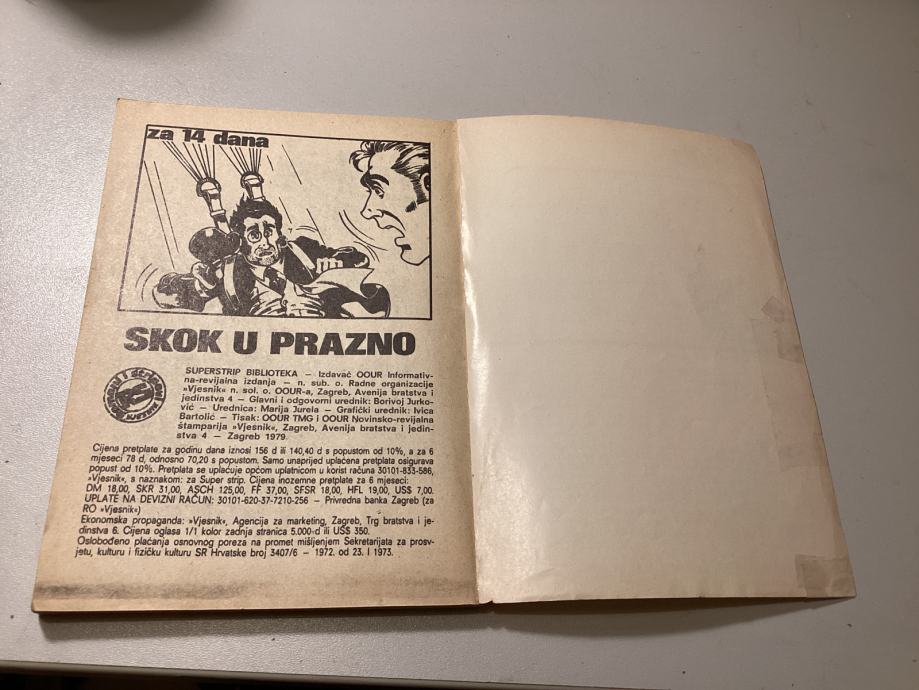 za 14 dana
SKOK U PRAZNO
SUPERSTRIP BIBLIOTEKA — Izdavač OOUR Informativ-
na-revijalna izdanja — n. sub. o. Radne organizacije
»Vjesnik« n. sol. o. OOUR-a, Zagreb, Avenija bratstva i
jedinstva 4 — Glavni i odgovorni urednik: Borivoj Jurko-
vić — Urednica: Marija Jurela — Grafički urednik: Ivica
Bartolić — Tisak: OOUR TMG i OOUR Novinsko-revijalna
štamparija »Vjesnik«, Zagreb, Avenija bratstva i jedin-
stva 4 — Zagreb 1979.
Cijena pretplate za godinu dana iznosi 156 d ili 140,40 d s popustom od 10%, a za 6
mjeseci 78 d, odnosno 70,20 s popustom. Samo unaprijed uplaćena pretplata osigurava
popust od 10%. Pretplata se uplaćuje općom uplatnicom u korist računa 30101-833-586,
»Vjesnik«, s naznakom: za Super strip. Cijena inozemne pretplate za 6 mjeseci:
DM 18,00, SKR 31,00, ASCH 125,00, FF 37,00, SFSR 18,00, HFL 19,00, US$ 7,00.
UPLATE NA DEVIZNI RAČUN: 30101-620-37-7210-256 — Privredna banka Zagreb (za
RO »Vjesnik«)
Ekonomska propaganda: »Vjesnik«, Agencija za marketing, Zagreb, Trg bratstva i je-
dinstva 6. Cijena oglasa 1/1 kolor zadnja stranica 5.000-d ili US$ 350.
Oslobođeno plaćanja osnovnog poreza na promet mišljenjem Sekretarijata za prosv-
jetu, kulturu i fizičku kulturu SR Hrvatske broj 3407/6 — 1972. od 23. I 1973.